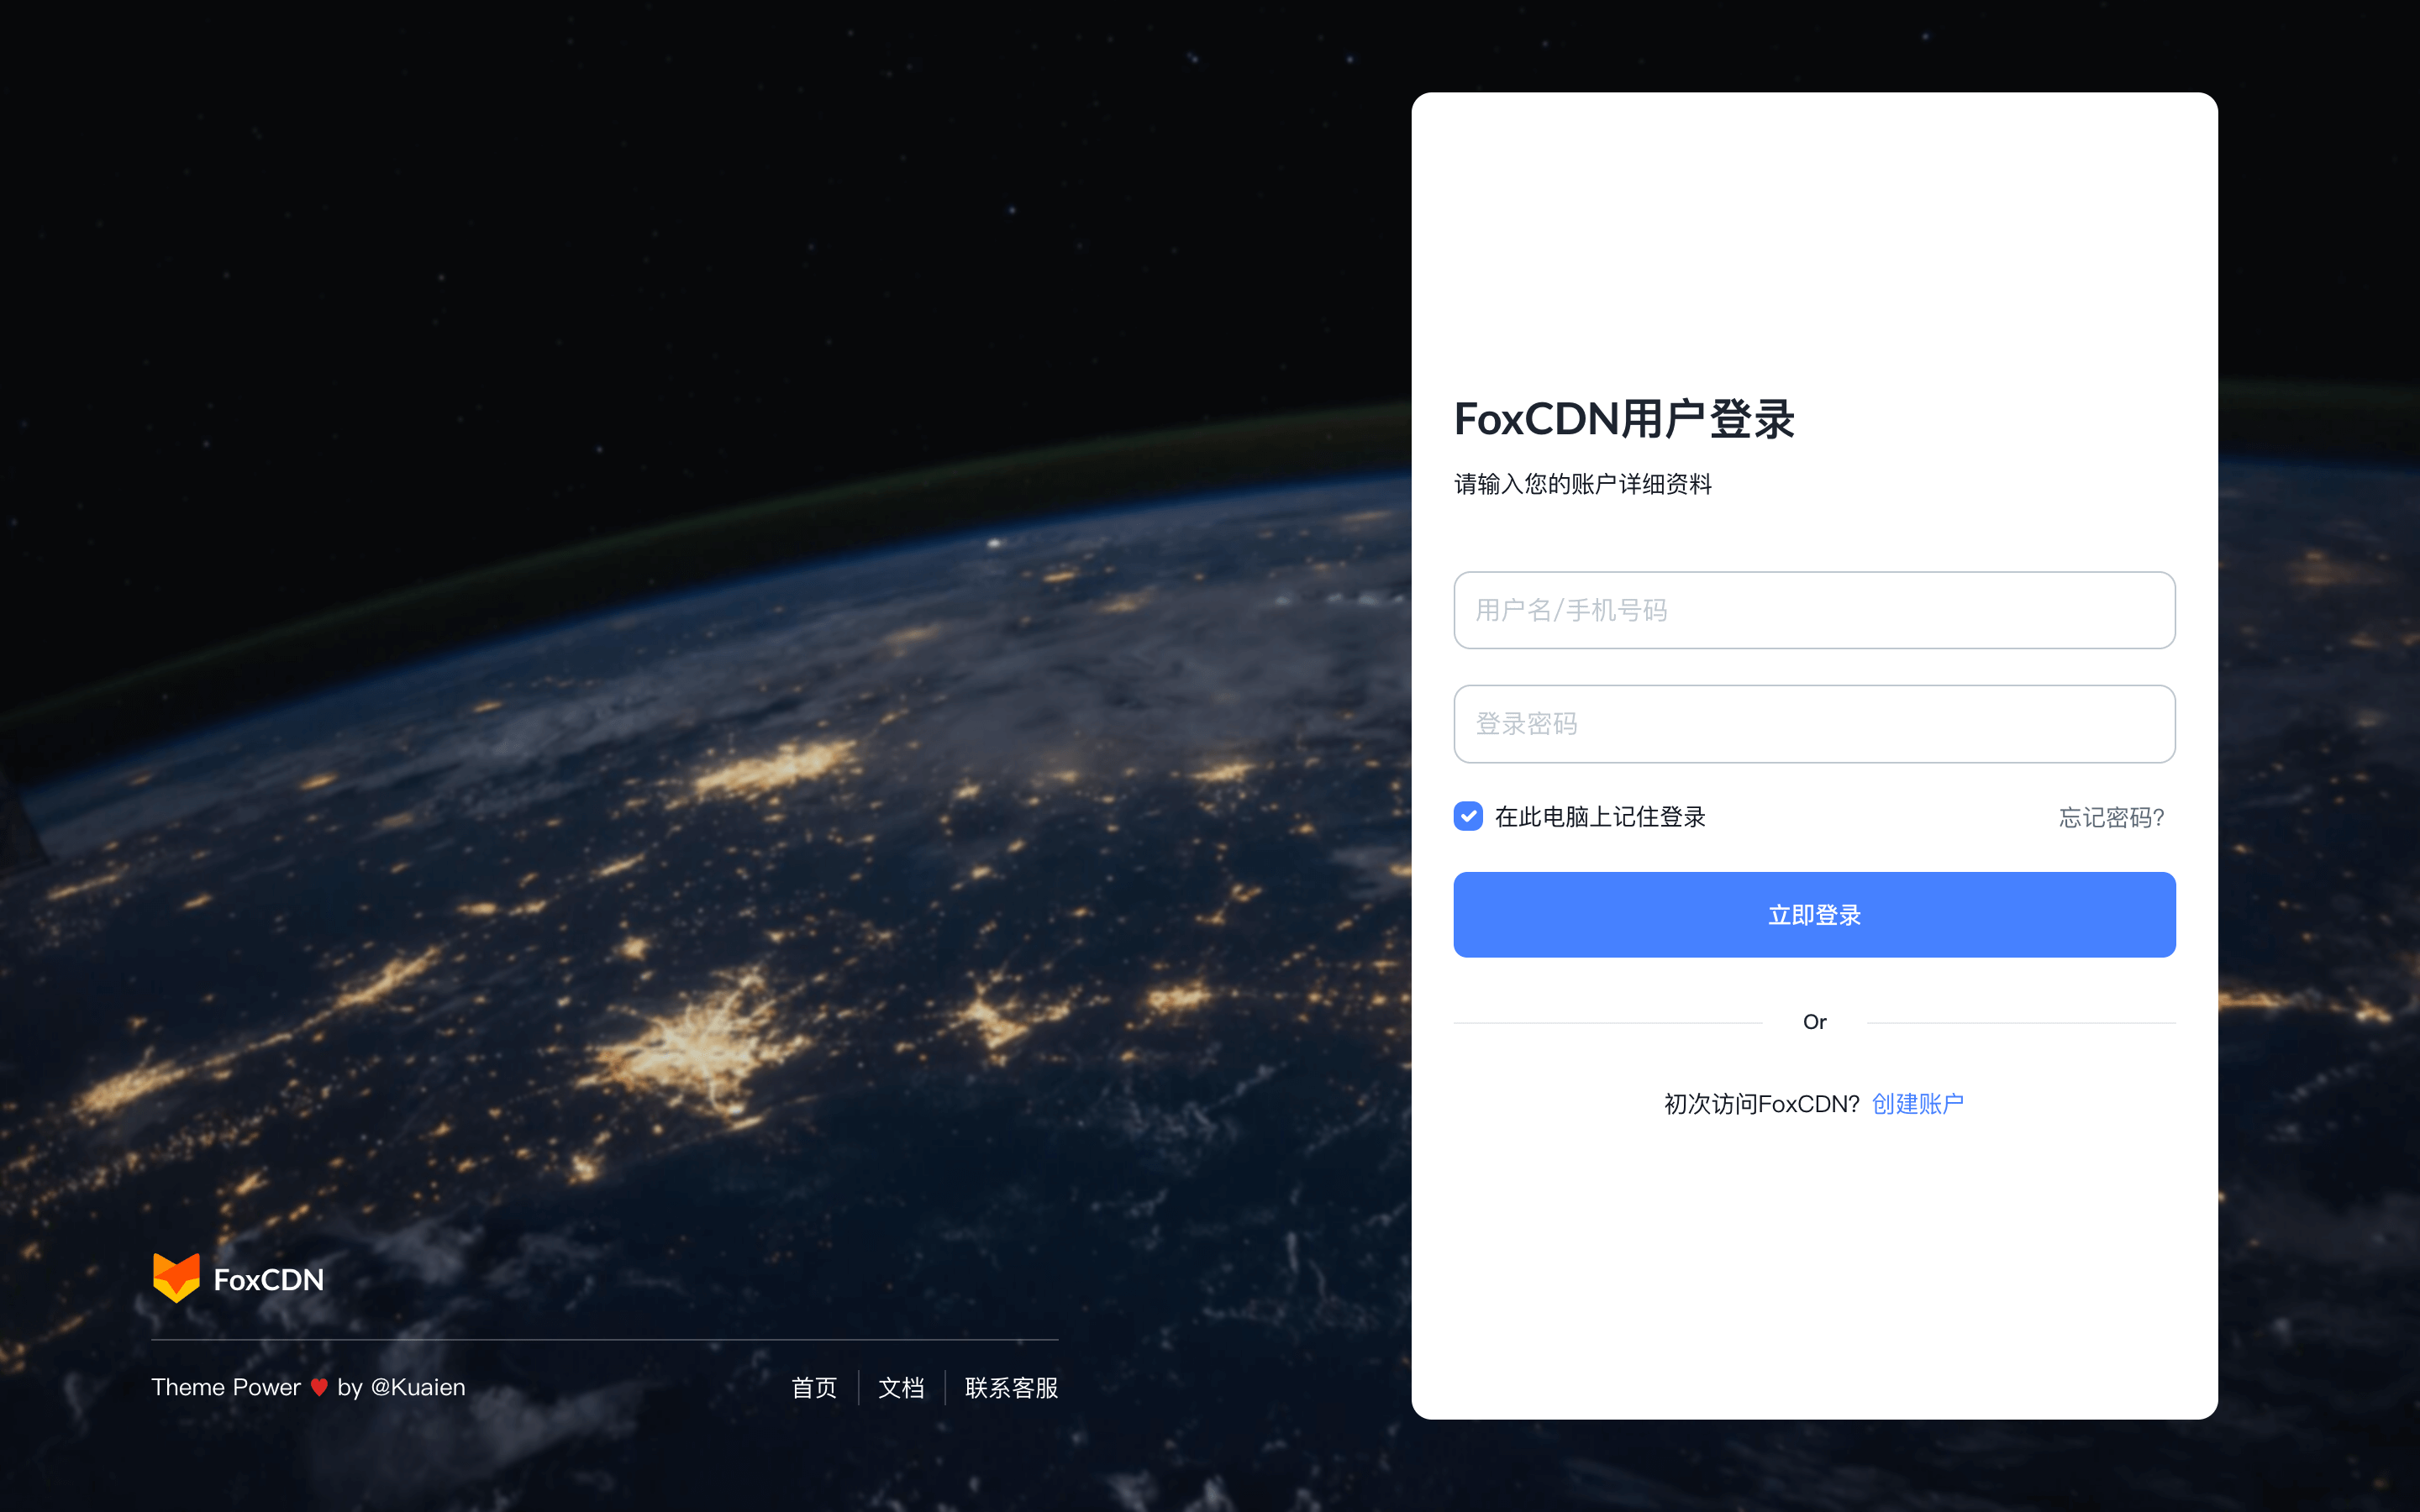 FoxCDN用户登录
请输入您的账户详细资料
用户名/手机号码
登录密码
在此电脑上记住登录 忘记密码?
立即登录
Or
初次访问FoxCDN? 创建账户
FoxCDN
Theme Power ♥ by @Kuaien 首页 文档 联系客服